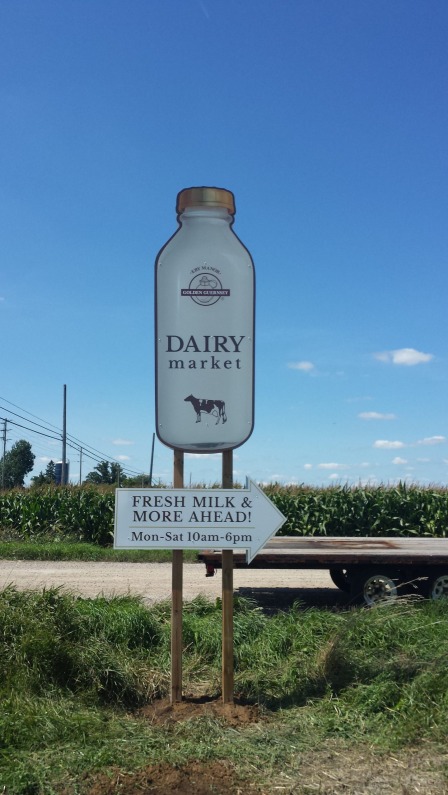 GOLDEN GUERNSEY
DAIRY
market
FRESH MILK &
MORE AHEAD!
Mon-Sat 10am-6pm